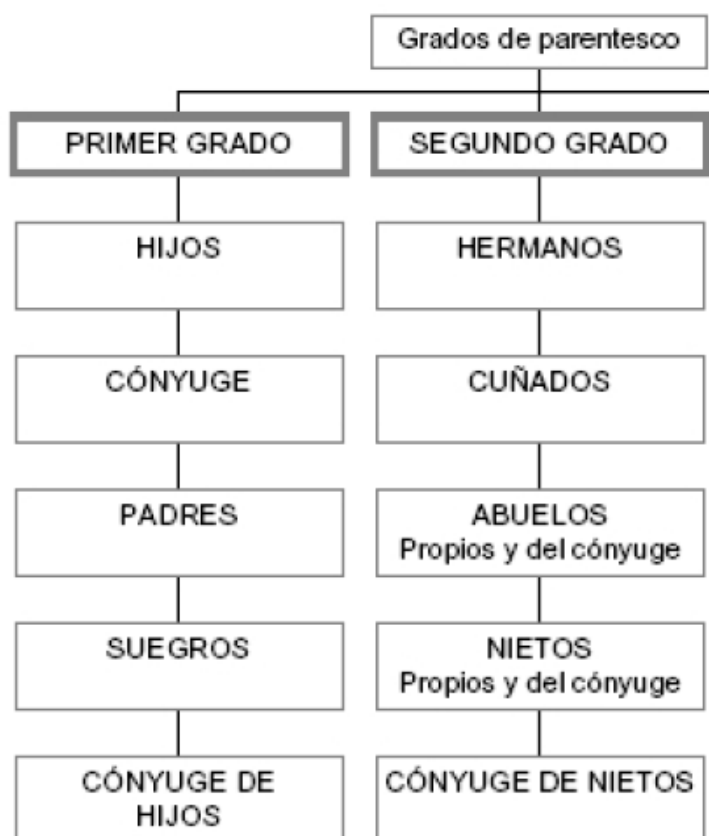 Grados de parentesco
PRIMER GRADO
HIJOS
CÓNYUGE
PADRES
SUEGROS
CÓNYUGE DE
HIJOS
SEGUNDO GRADO
HERMANOS
CUÑADOS
ABUELOS
Propios y del cónyuge
NIETOS
Propios y del cónyuge
CÓNYUGE DE NIETOS